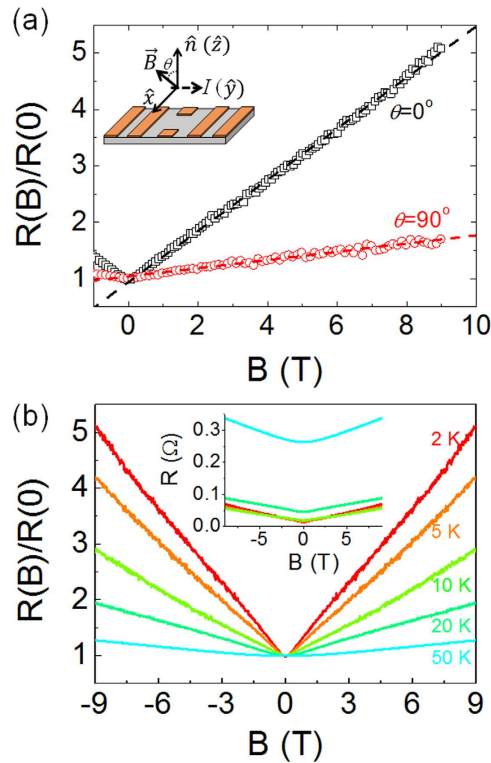 (a)
n̂ (ẑ)
B⃗
θ
I (ŷ)
x̂
θ=0°
θ=90°
R(B)/R(0)
5
4
3
2
1
0 2 4 6 8 10
B (T)
(b)
R(B)/R(0)
5
4
3
2
1
R (Ω)
0.3
0.2
0.1
0.0
-5 0 5
B (T)
2 K
5 K
10 K
20 K
50 K
-9 -6 -3 0 3 6 9
B (T)